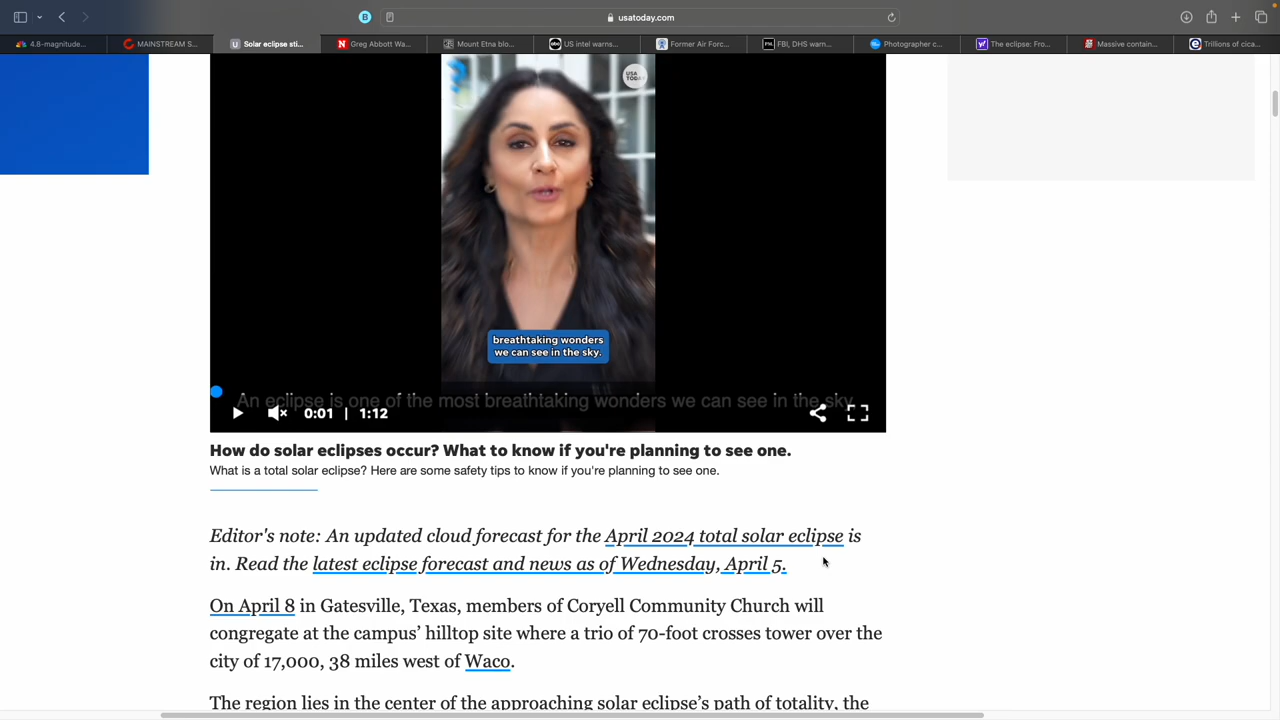 usatoday.com
4.8-magnitude...
MAINSTREAM S...
Solar eclipse sti...
Greg Abbott Wa...
Mount Etna blo...
US intel warns...
Former Air Forc...
FBI, DHS warn...
Photographer c...
The eclipse: Fro...
Massive contain...
Trillions of cica...
USA TODAY
breathtaking wonders
we can see in the sky.
An eclipse is one of the most breathtaking wonders we can see in the sky
0:01 | 1:12
How do solar eclipses occur? What to know if you're planning to see one.
What is a total solar eclipse? Here are some safety tips to know if you're planning to see one.
Editor's note: An updated cloud forecast for the April 2024 total solar eclipse is
in. Read the latest eclipse forecast and news as of Wednesday, April 5.
On April 8 in Gatesville, Texas, members of Coryell Community Church will
congregate at the campus’ hilltop site where a trio of 70-foot crosses tower over the
city of 17,000, 38 miles west of Waco.
The region lies in the center of the approaching solar eclipse’s path of totality, the